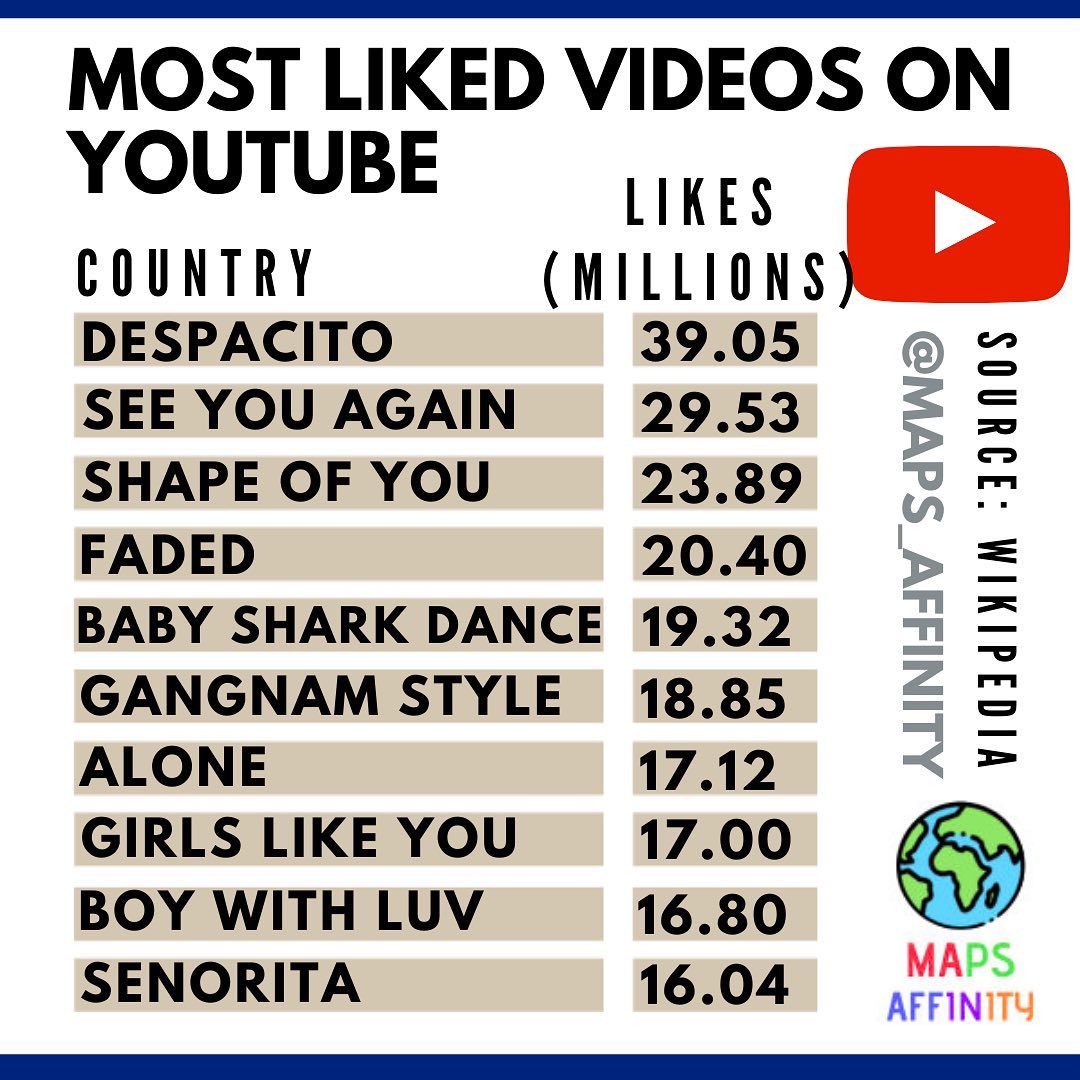 MOST LIKED VIDEOS ON
YOUTUBE
COUNTRY
LIKES
(MILLIONS)
DESPACITO 39.05
SEE YOU AGAIN 29.53
SHAPE OF YOU 23.89
FADED 20.40
BABY SHARK DANCE 19.32
GANGNAM STYLE 18.85
ALONE 17.12
GIRLS LIKE YOU 17.00
BOY WITH LUV 16.80
SENORITA 16.04
SOURCE: WIKIPEDIA
@MAPS_AFFINITY
MAPS
AFF1N1TY